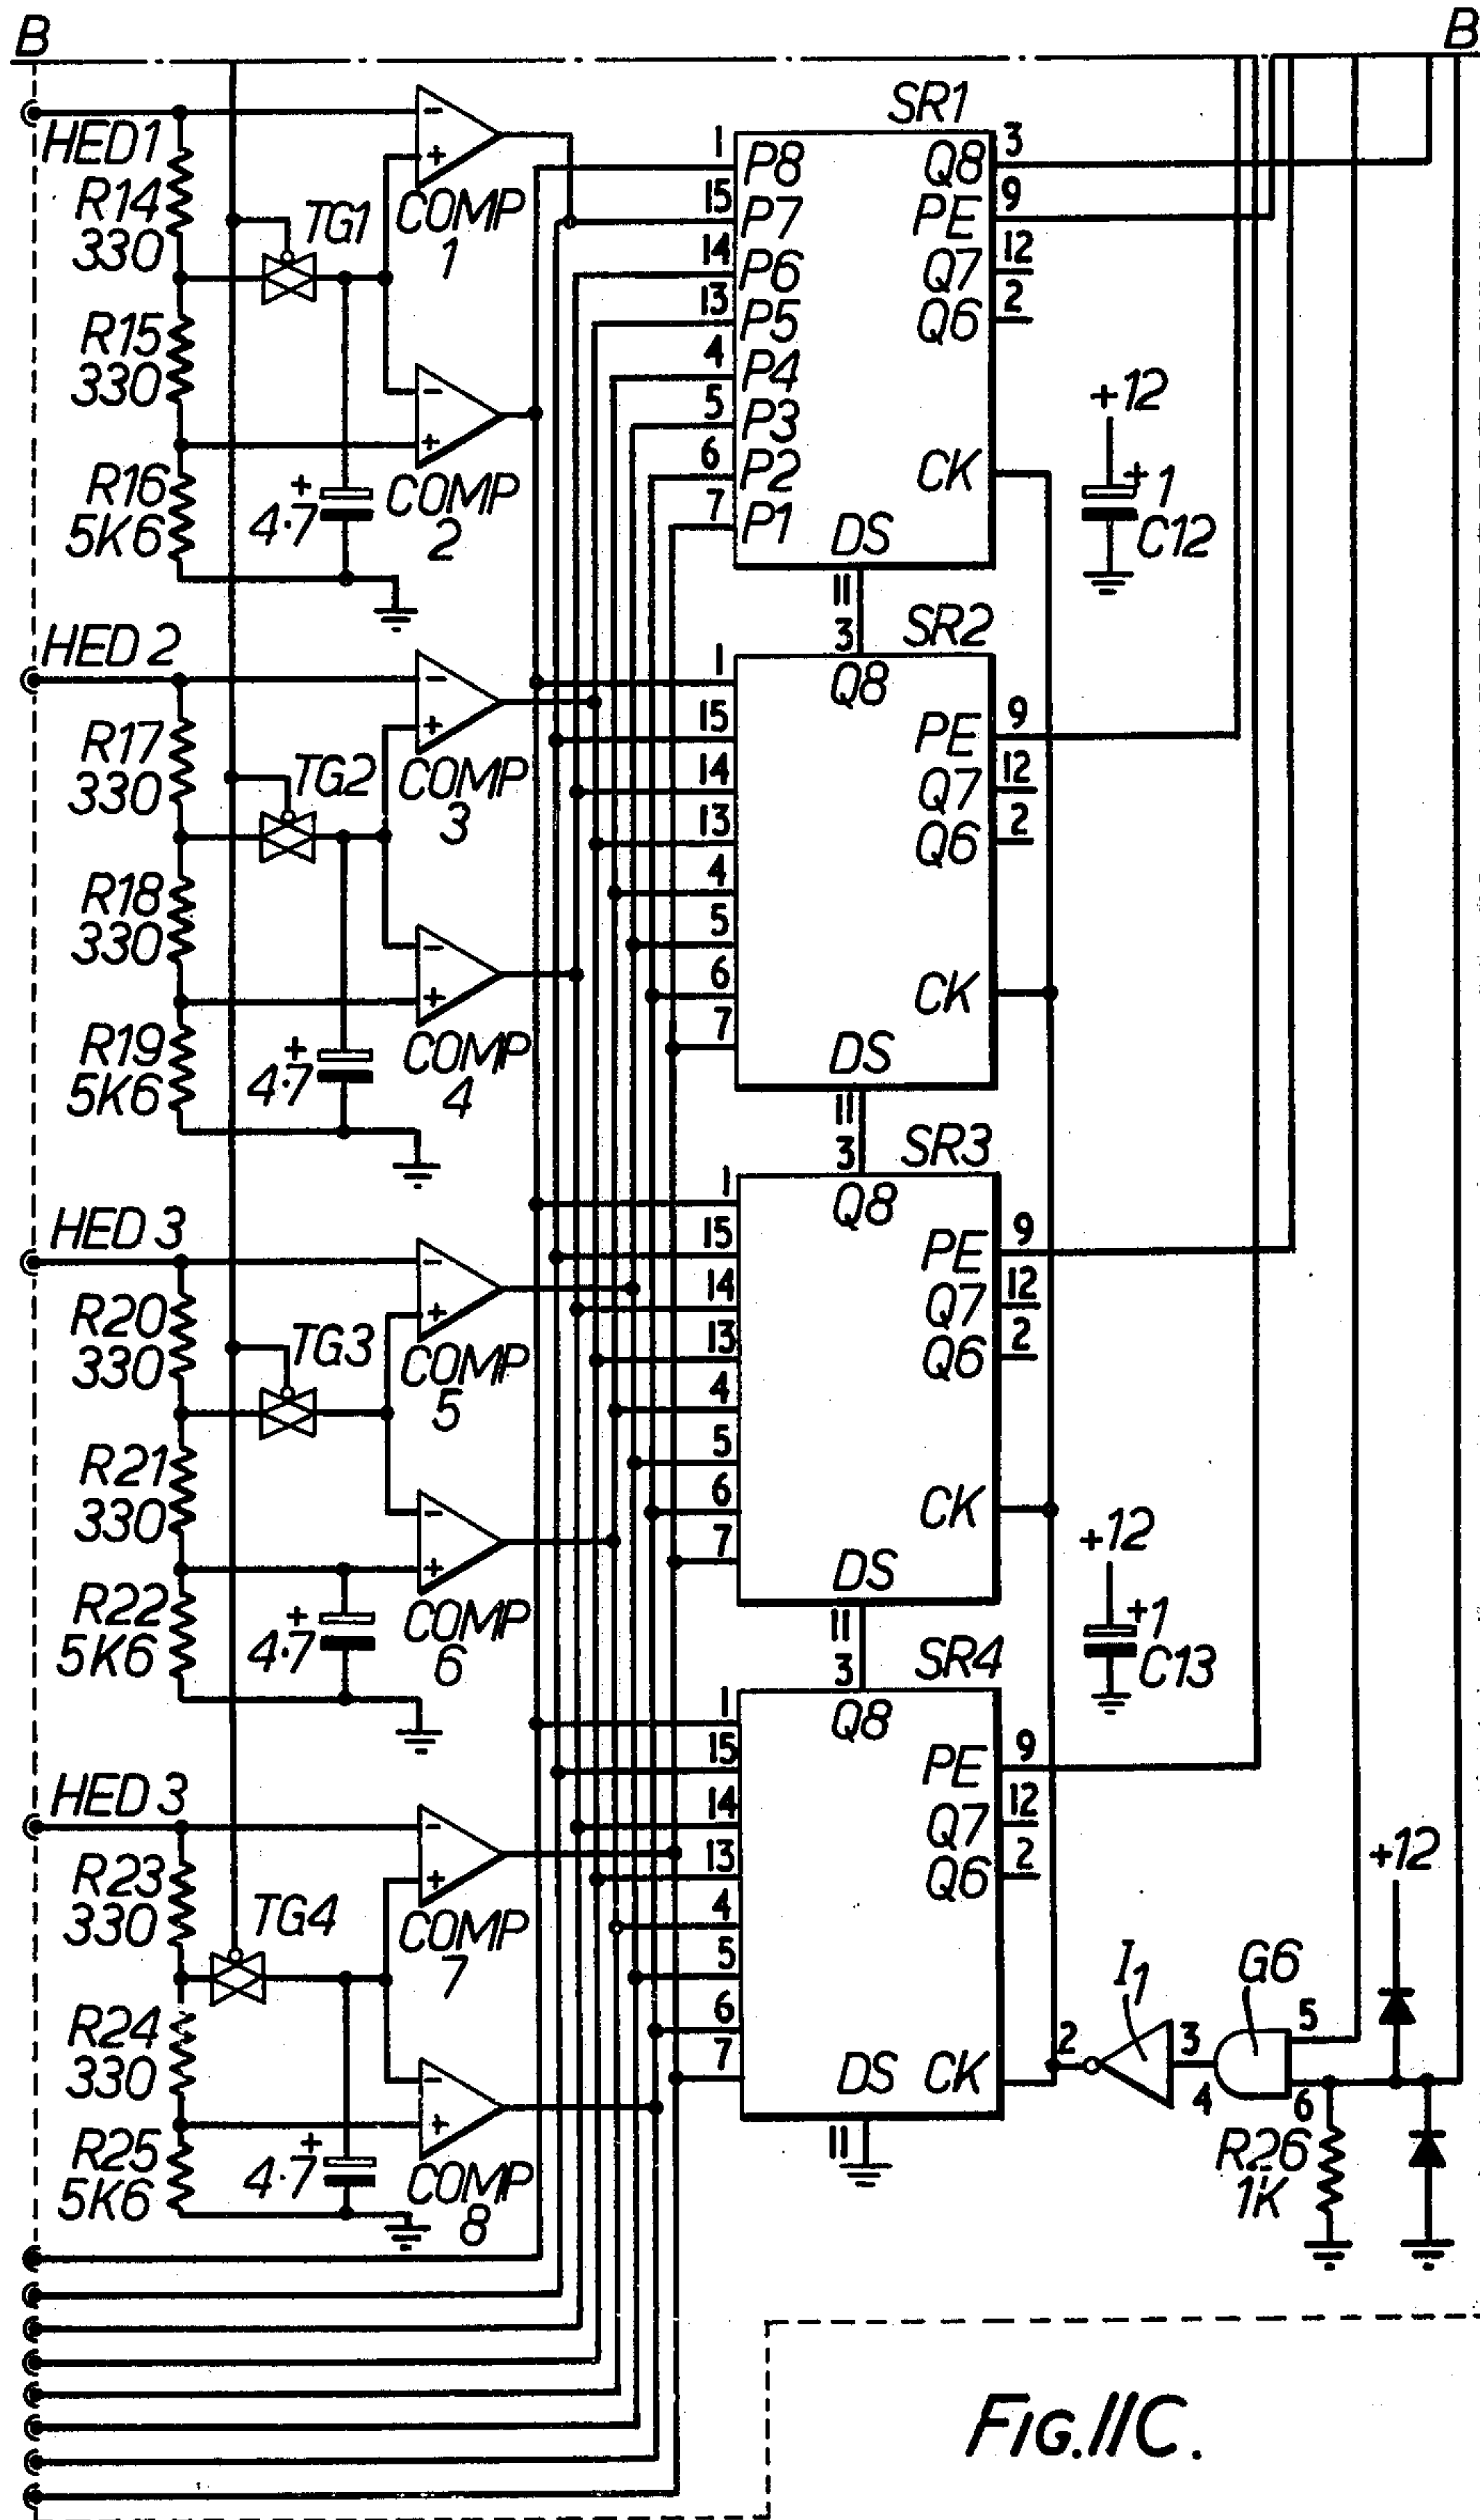 B
B
HED1
R14
330
TG1
COMP
1
R15
330
R16
5K6
+
4.7
COMP
2
-
+
-
+
SR1
1
P8
15
P7
14
P6
13
P5
4
P4
5
P3
6
P2
7
P1
Q8
3
PE
9
Q7
12
Q6
2
CK
DS
11
+12
+1
C12
HED 2
R17
330
TG2
COMP
3
R18
330
R19
5K6
+
4.7
COMP
4
-
+
-
+
SR2
3
Q8
1
15
14
13
4
5
6
7
PE
9
Q7
12
Q6
2
CK
DS
11
HED 3
R20
330
TG3
COMP
5
R21
330
R22
5K6
+
4.7
COMP
6
-
+
-
+
SR3
3
Q8
1
15
14
13
4
5
6
7
PE
9
Q7
12
Q6
2
CK
DS
11
+12
+1
C13
HED 3
R23
330
TG4
COMP
7
R24
330
R25
5K6
+
4.7
COMP
8
-
+
-
+
SR4
3
Q8
1
15
14
13
4
5
6
7
PE
9
Q7
12
Q6
2
DS
CK
11
2
I1
3
4
G6
5
6
+12
R26
1K
FIG.11C.